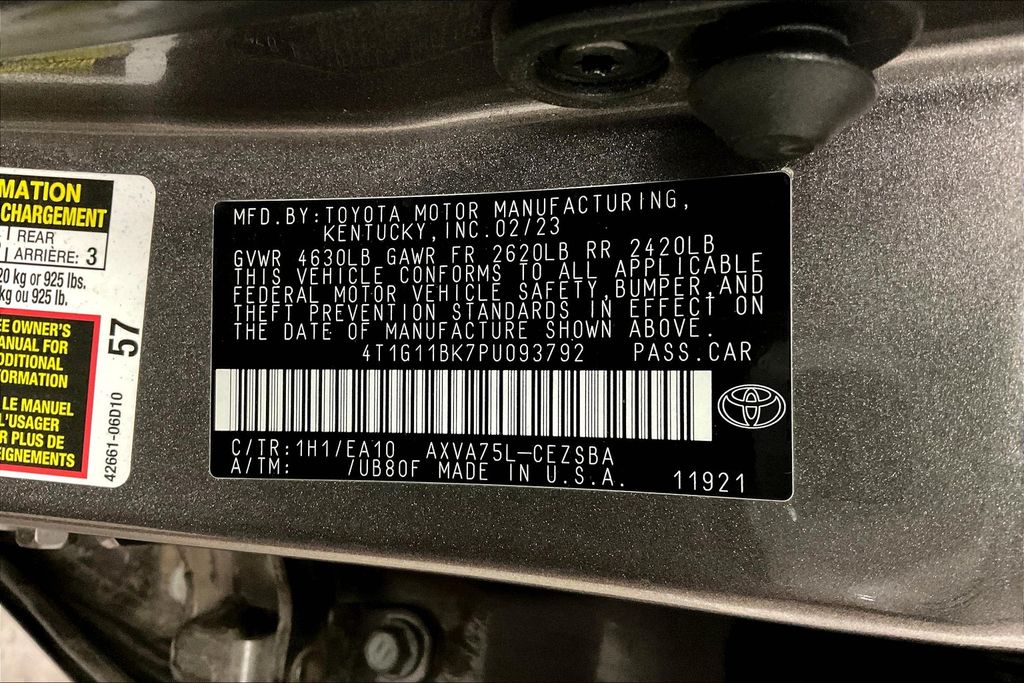 MATION
CHARGEMENT
REAR
ARRIÈRE: 3
20 kg or 925 lbs.
kg ou 925 lb.
EE OWNER'S
ANUAL FOR
DDITIONAL
FORMATION
LE MANUEL
L'USAGER
R PLUS DE
EIGNEMENTS
57
42661-06D10
MFD.BY:TOYOTA MOTOR MANUFACTURING,
KENTUCKY,INC.02/23
GVWR 4630LB GAWR FR 2620LB RR 2420LB
THIS VEHICLE CONFORMS TO ALL APPLICABLE
FEDERAL MOTOR VEHICLE SAFETY,BUMPER,AND
THEFT PREVENTION STANDARDS IN EFFECT ON
THE DATE OF MANUFACTURE SHOWN ABOVE.
4T1G11BK7PU093792 PASS.CAR
C/TR:1H1/EA10 AXVA75L-CEZSBA
A/TM: /UB80F MADE IN U.S.A. 11921